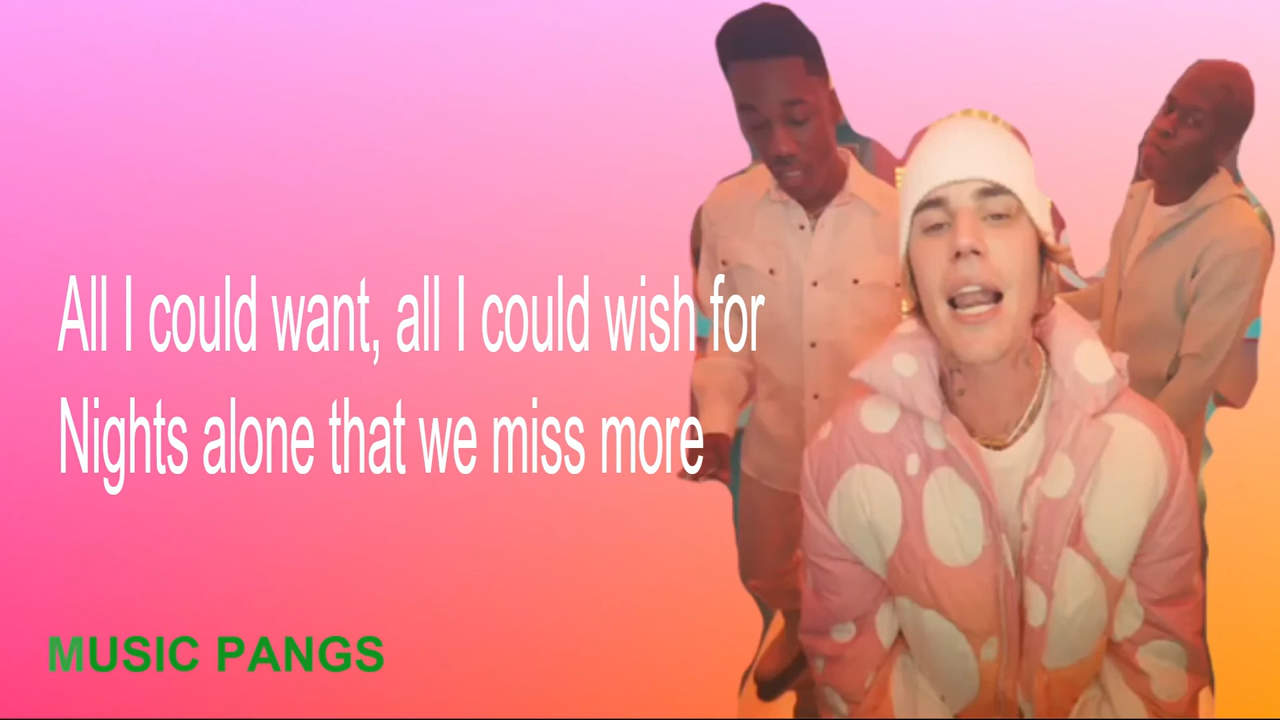 All I could want, all I could wish for
Nights alone that we miss more
MUSIC PANGS